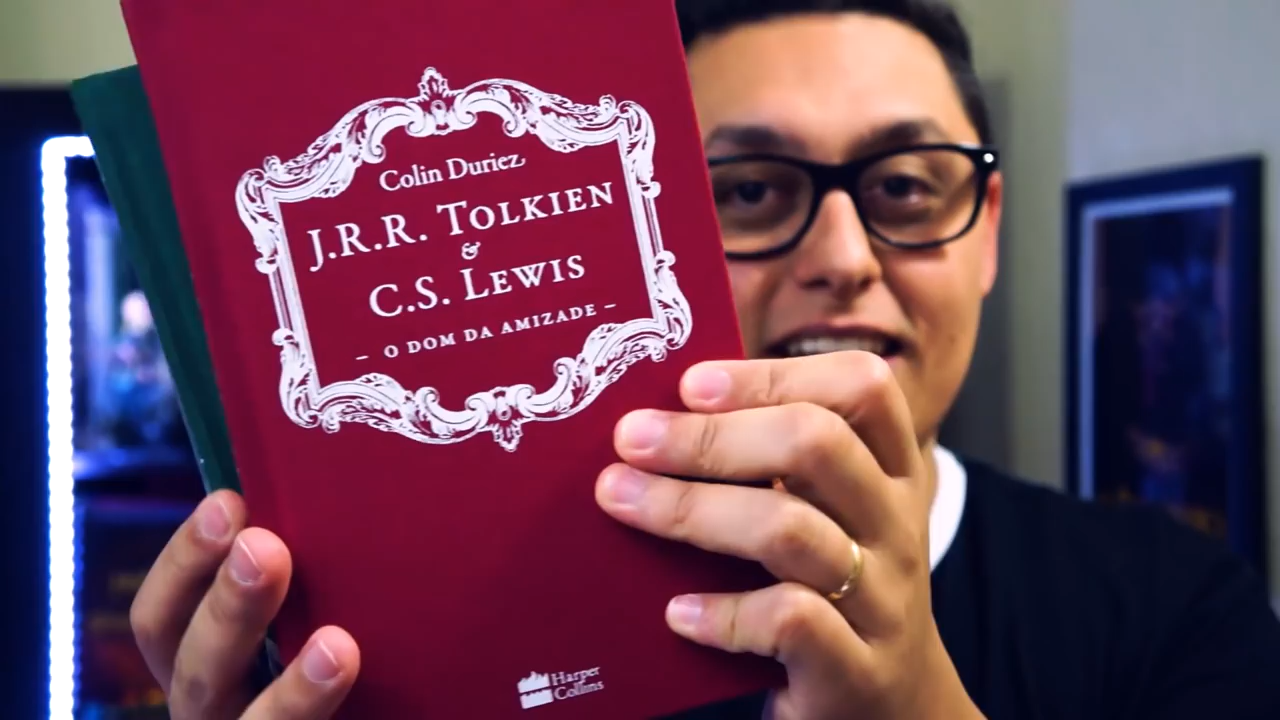 Colin Duriez
J.R.R. TOLKIEN
&
C.S. LEWIS
– O DOM DA AMIZADE –
Harper
Collins